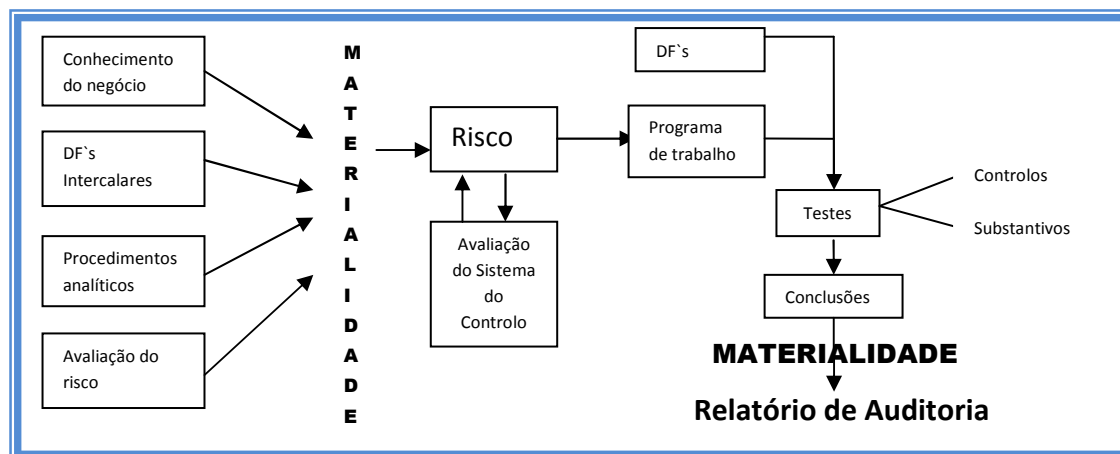 Conhecimento
do negócio
DF`s
Intercalares
Procedimentos
analíticos
Avaliação do
risco
M
A
T
E
R
I
A
L
I
D
A
D
E
Risco
Avaliação
do Sistema
do
Controlo
DF`s
Programa
de trabalho
Testes
Controlos
Substantivos
Conclusões
MATERIALIDADE
Relatório de Auditoria